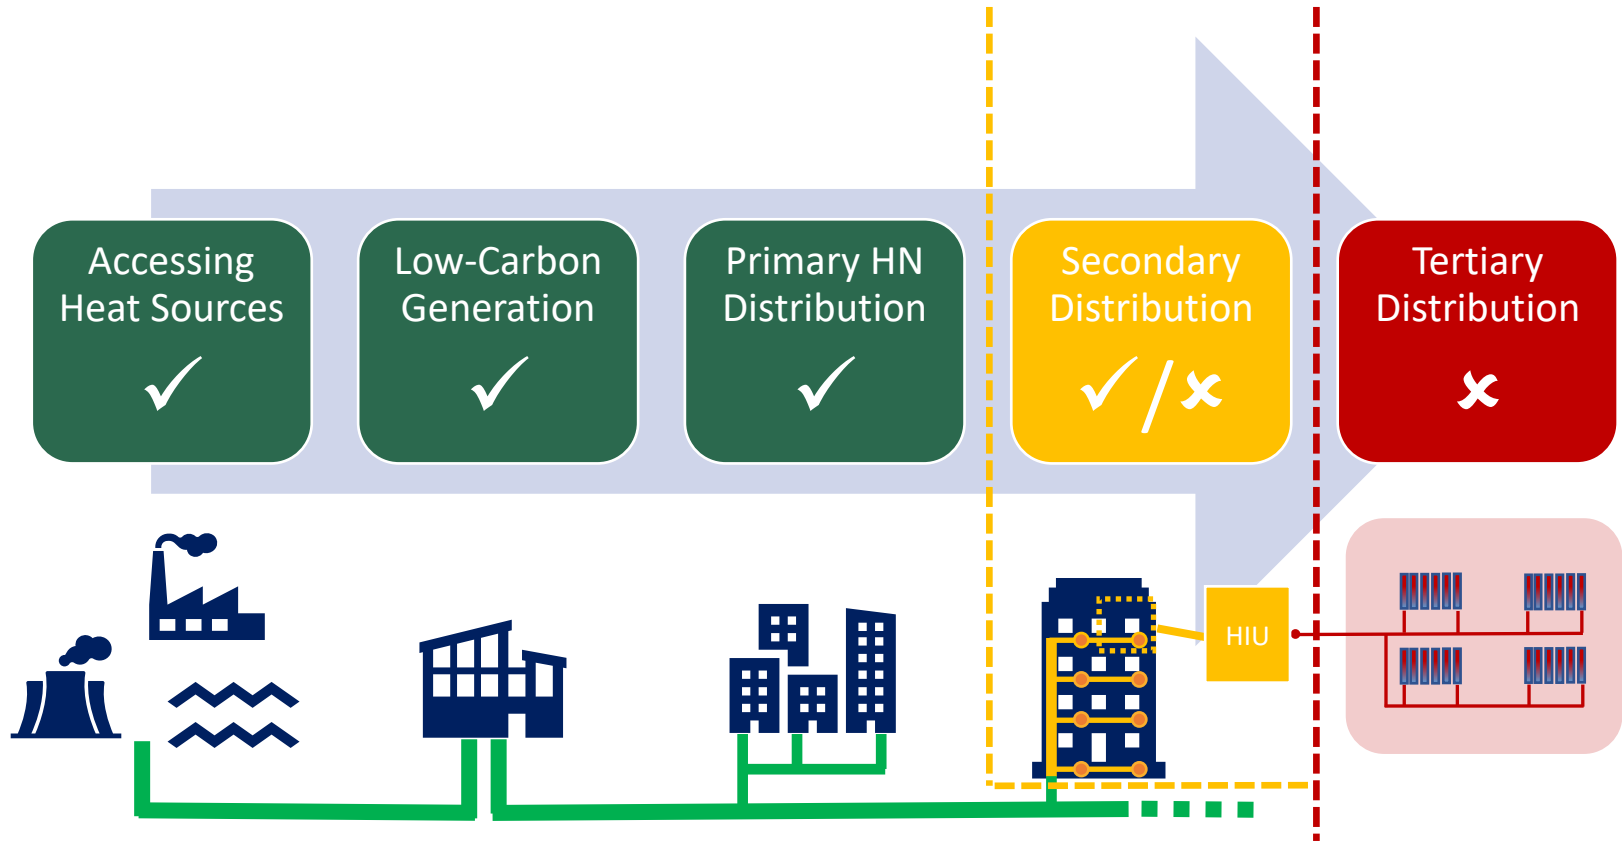 Accessing
Heat Sources
✓
Low-Carbon
Generation
✓
Primary HN
Distribution
✓
Secondary
Distribution
✓/✘
Tertiary
Distribution
✘
HIU